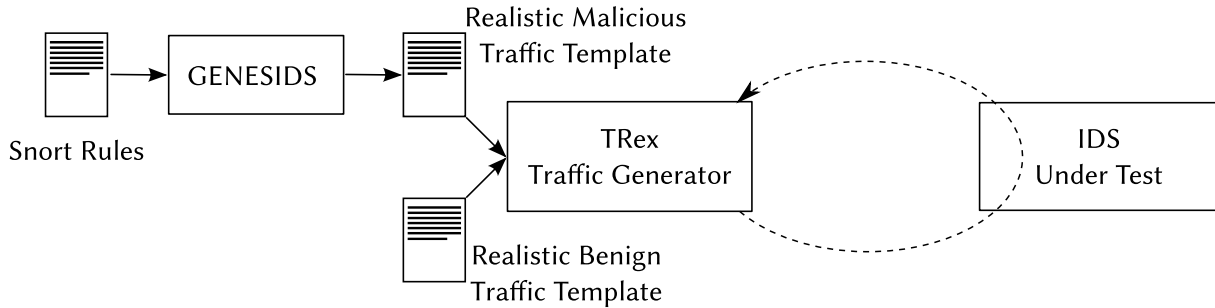 Realistic Malicious
Traffic Template
GENESIDS
Snort Rules
TRex
Traffic Generator
IDS
Under Test
Realistic Benign
Traffic Template